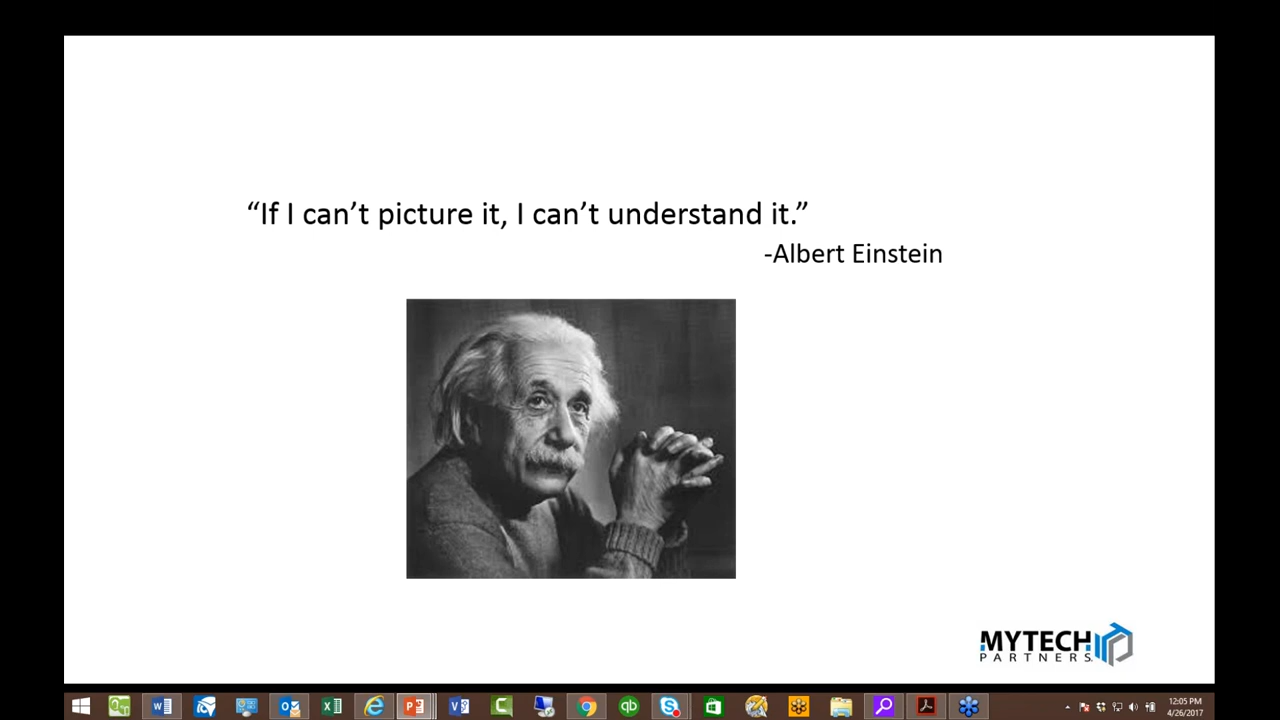 “If I can’t picture it, I can’t understand it.”
-Albert Einstein
MYTECH
PARTNERS
12:05 PM
4/26/2017